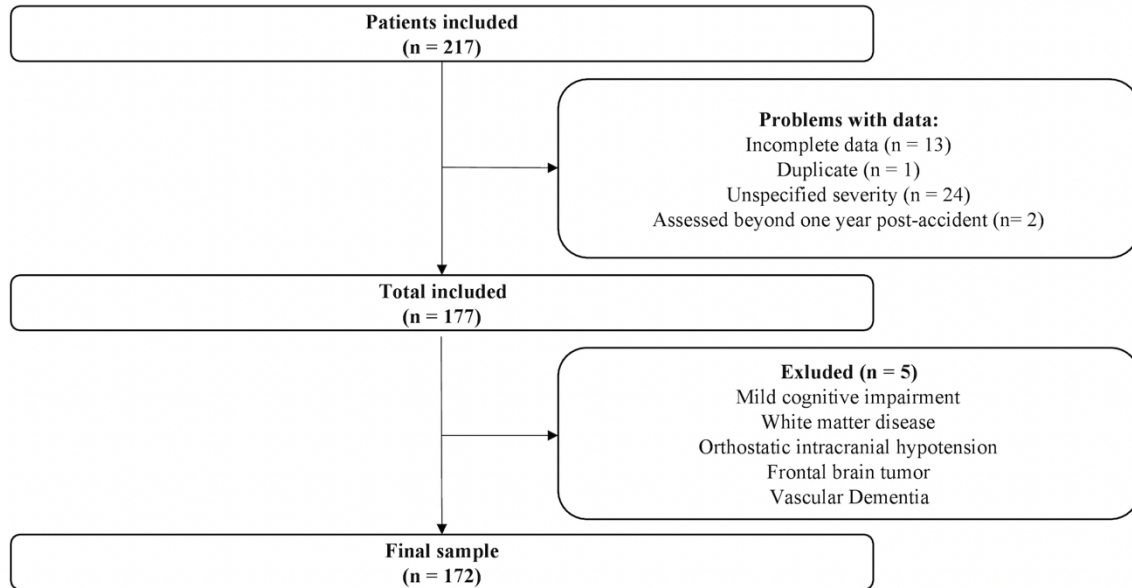 Patients included
(n = 217)
Problems with data:
Incomplete data (n = 13)
Duplicate (n = 1)
Unspecified severity (n = 24)
Assessed beyond one year post-accident (n= 2)
Total included
(n = 177)
Exluded (n = 5)
Mild cognitive impairment
White matter disease
Orthostatic intracranial hypotension
Frontal brain tumor
Vascular Dementia
Final sample
(n = 172)